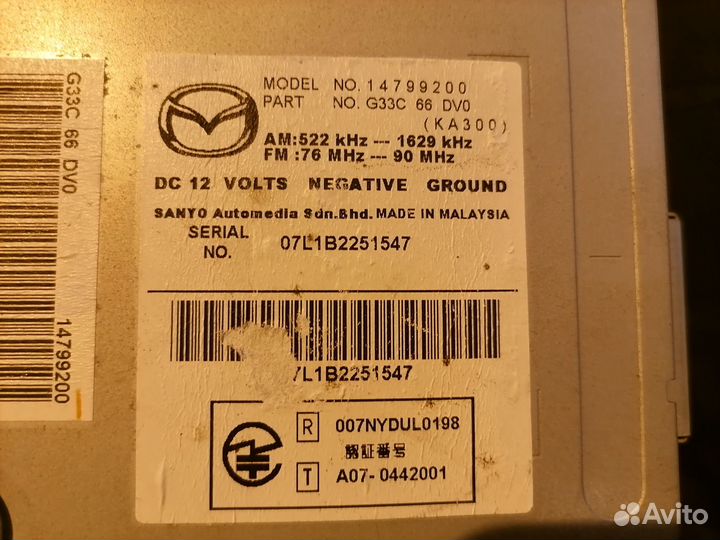 MODEL NO. 14799200
PART NO. G33C 66 DV0
(KA300)
AM:522 kHz --- 1629 kHz
FM :76 MHz --- 90 MHz
DC 12 VOLTS NEGATIVE GROUND
SANYO Automedia Sdn.Bhd. MADE IN MALAYSIA
SERIAL NO. 07L1B2251547
7L1B2251547
R 007NYDUL0198
認証番号
T A07-0442001
G33C 66 DV0
14799200
Avito